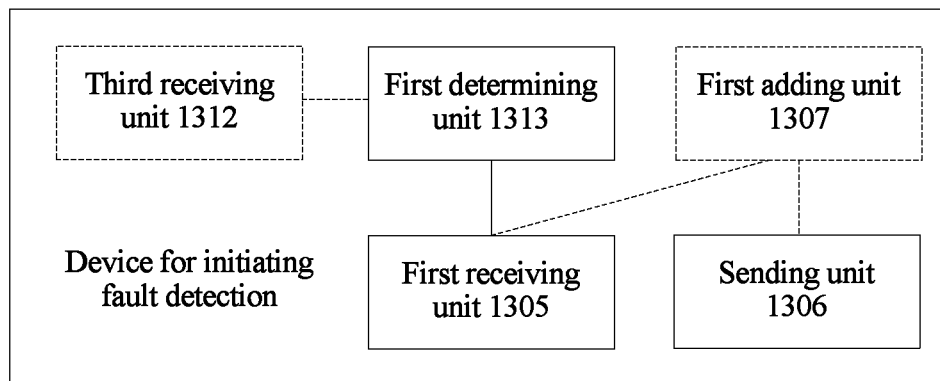 Third receiving
unit 1312
First determining
unit 1313
First adding unit
1307
Device for initiating
fault detection
First receiving
unit 1305
Sending unit
1306